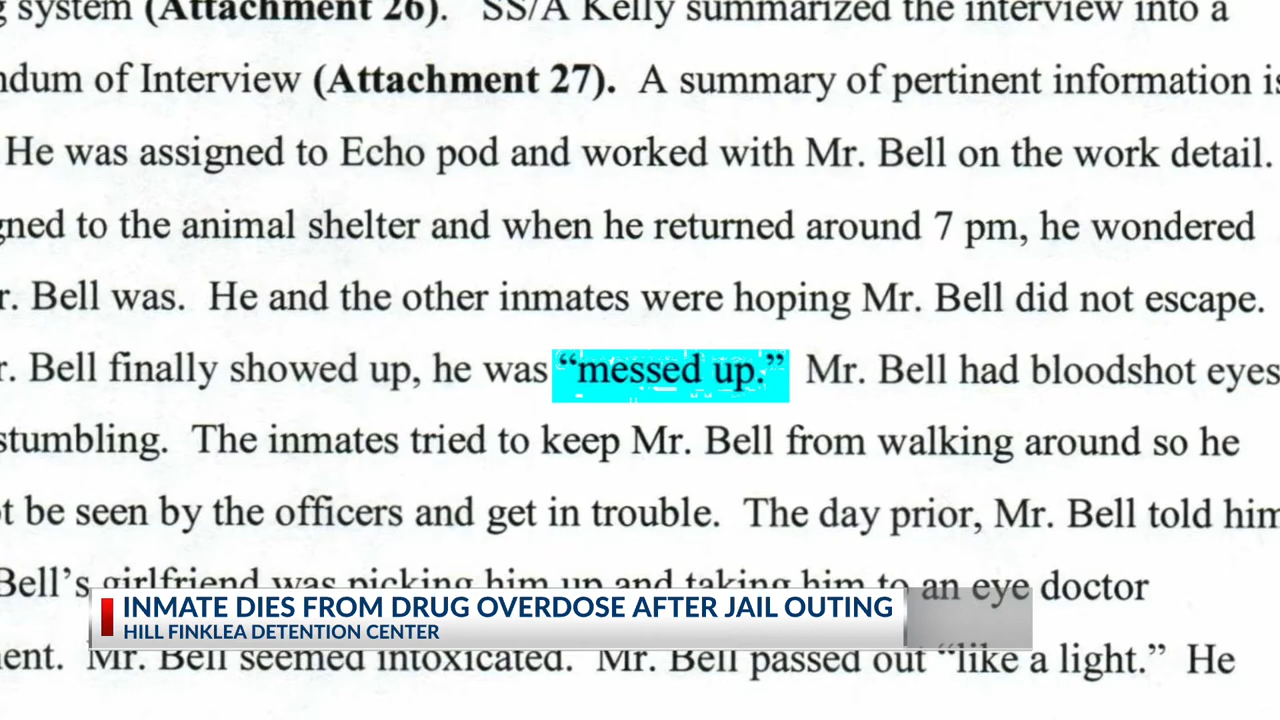 g system (Attachment 26). SS/A Kelly summarized the interview into a
ndum of Interview (Attachment 27). A summary of pertinent information is
He was assigned to Echo pod and worked with Mr. Bell on the work detail.
gned to the animal shelter and when he returned around 7 pm, he wondered
r. Bell was. He and the other inmates were hoping Mr. Bell did not escape.
r. Bell finally showed up, he was “messed up.” Mr. Bell had bloodshot eyes
stumbling. The inmates tried to keep Mr. Bell from walking around so he
t be seen by the officers and get in trouble. The day prior, Mr. Bell told him
Bell’s girlfriend was picking him up and taking him to an eye doctor
INMATE DIES FROM DRUG OVERDOSE AFTER JAIL OUTING
HILL FINKLEA DETENTION CENTER
ent. Mr. Bell seemed intoxicated. Mr. Bell passed out “like a light.” He